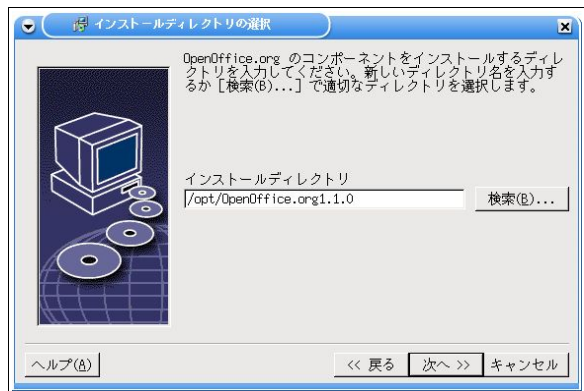 インストールディレクトリの選択
OpenOffice.org のコンポーネントをインストールするディレ
クトリを入力してください。新しいディレクトリ名を入力す
るか [検索(B)...] で適切なディレクトリを選択します。
インストールディレクトリ
/opt/OpenOffice.org1.1.0
検索(B)...
ヘルプ(A)
<< 戻る
次へ >>
キャンセル